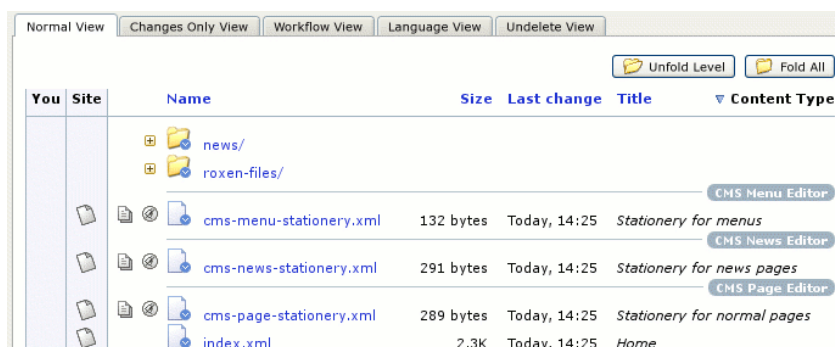 Normal View Changes Only View Workflow View Language View Undelete View
Unfold Level Fold All
You Site Name Size Last change Title Content Type
news/
roxen-files/
CMS Menu Editor
cms-menu-stationery.xml 132 bytes Today, 14:25 Stationery for menus
CMS News Editor
cms-news-stationery.xml 291 bytes Today, 14:25 Stationery for news pages
CMS Page Editor
cms-page-stationery.xml 289 bytes Today, 14:25 Stationery for normal pages
index.xml 2.3K Today, 14:25 Home